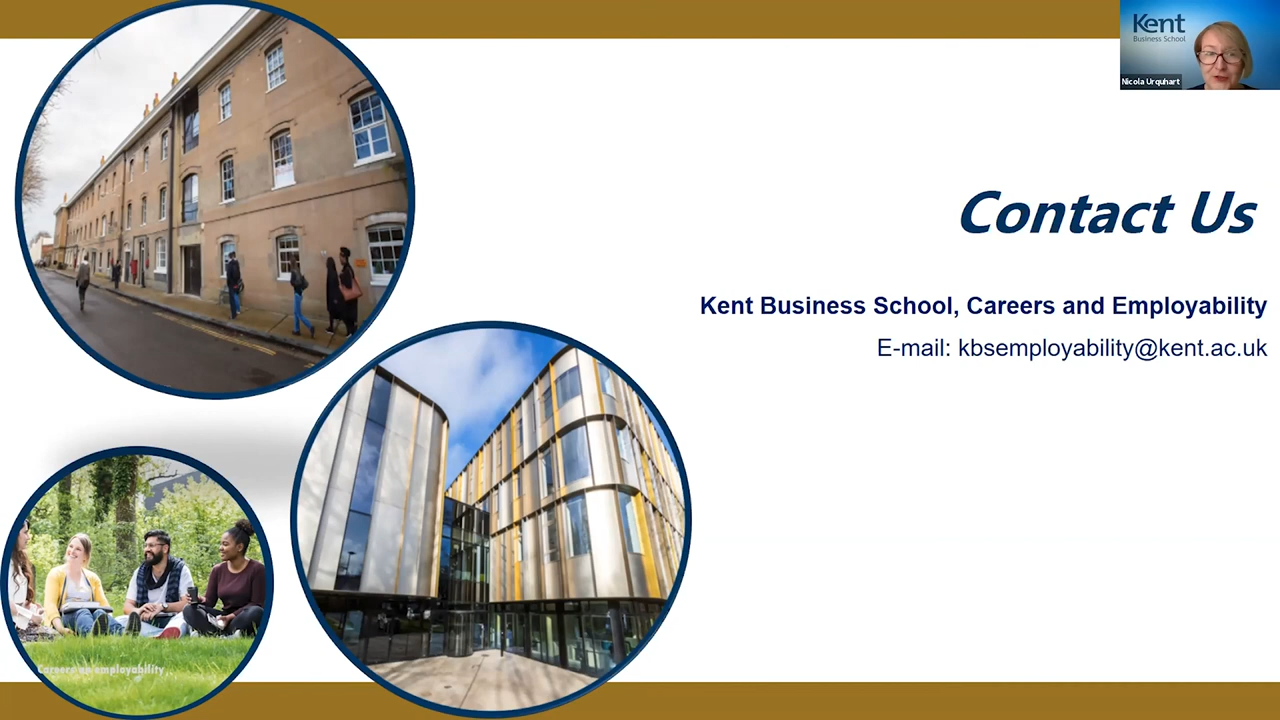 Kent
Business School
Nicola Urquhart
Contact Us
Kent Business School, Careers and Employability
E-mail: kbsemployability@kent.ac.uk
Careers employability